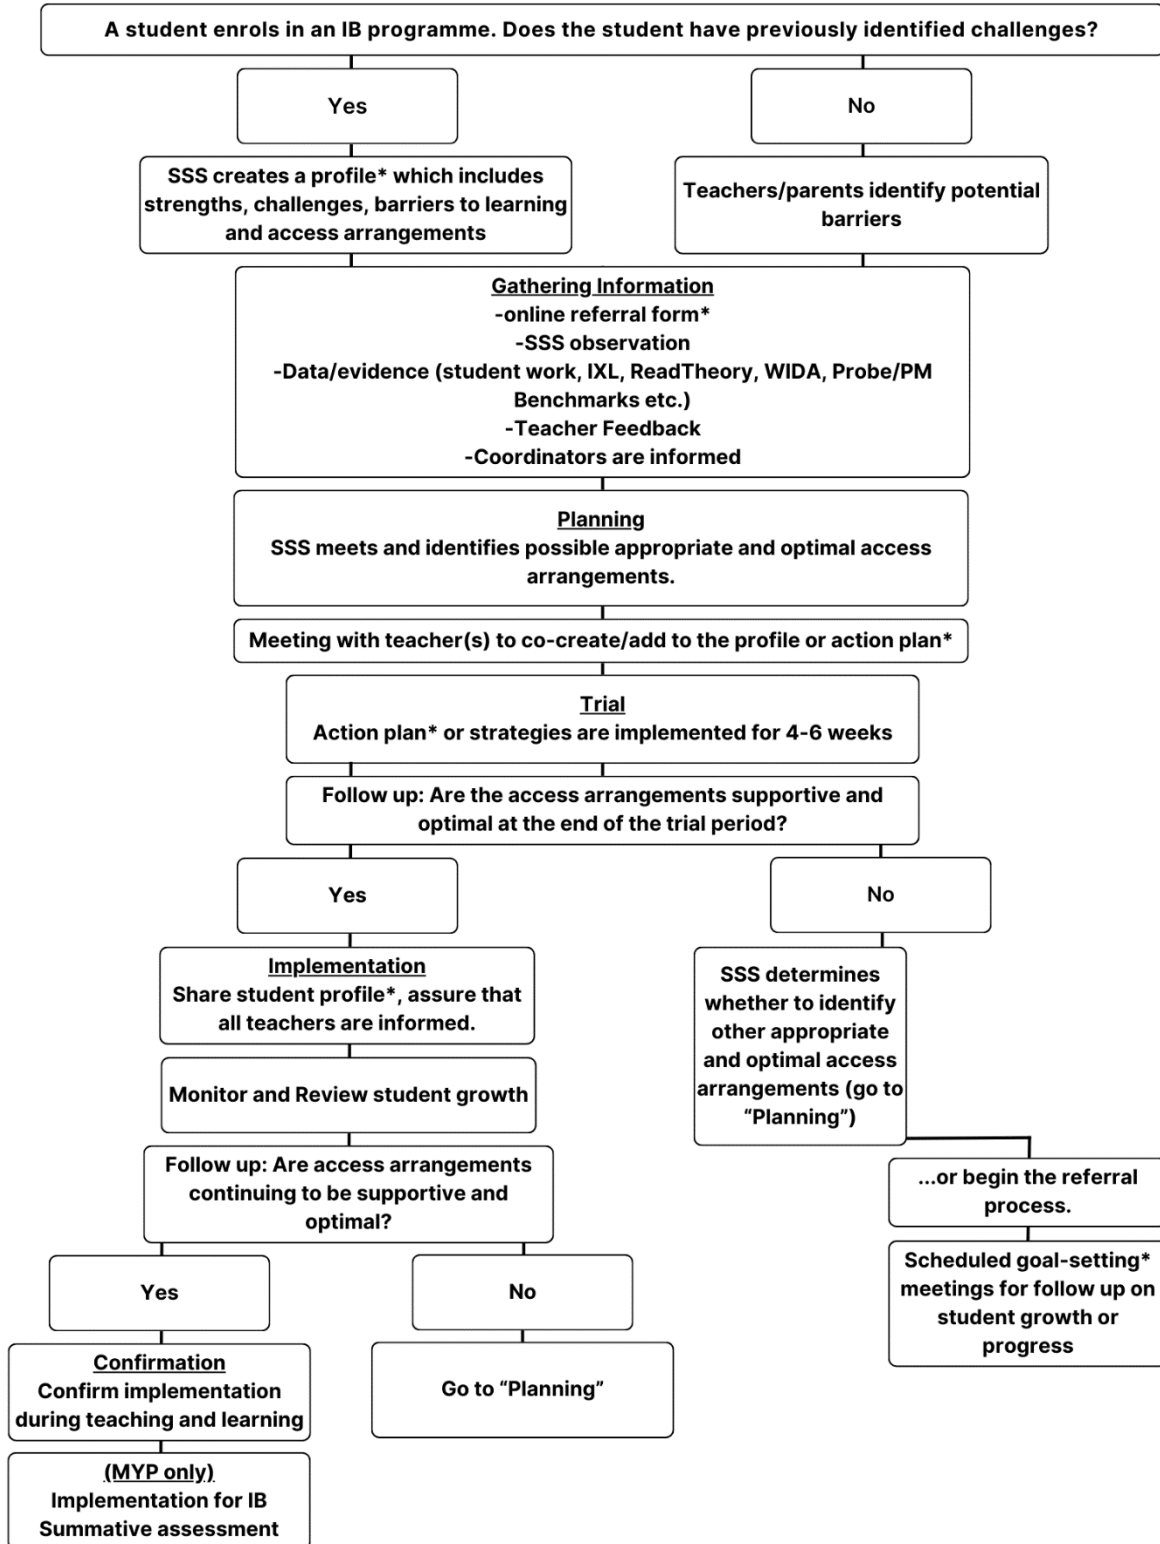 A student enrols in an IB programme. Does the student have previously identified challenges?
Yes
No
SSS creates a profile* which includes
strengths, challenges, barriers to learning
and access arrangements
Teachers/parents identify potential
barriers
Gathering Information
-online referral form*
-SSS observation
-Data/evidence (student work, IXL, ReadTheory, WIDA, Probe/PM
Benchmarks etc.)
-Teacher Feedback
-Coordinators are informed
Planning
SSS meets and identifies possible appropriate and optimal access
arrangements.
Meeting with teacher(s) to co-create/add to the profile or action plan*
Trial
Action plan* or strategies are implemented for 4-6 weeks
Follow up: Are the access arrangements supportive and
optimal at the end of the trial period?
Yes
No
Implementation
Share student profile*, assure that
all teachers are informed.
Monitor and Review student growth
Follow up: Are access arrangements
continuing to be supportive and
optimal?
Yes
No
Confirmation
Confirm implementation
during teaching and learning
Go to “Planning”
(MYP only)
Implementation for IB
Summative assessment
SSS determines
whether to identify
other appropriate
and optimal access
arrangements (go to
“Planning”)
...or begin the referral
process.
Scheduled goal-setting*
meetings for follow up on
student growth or
progress